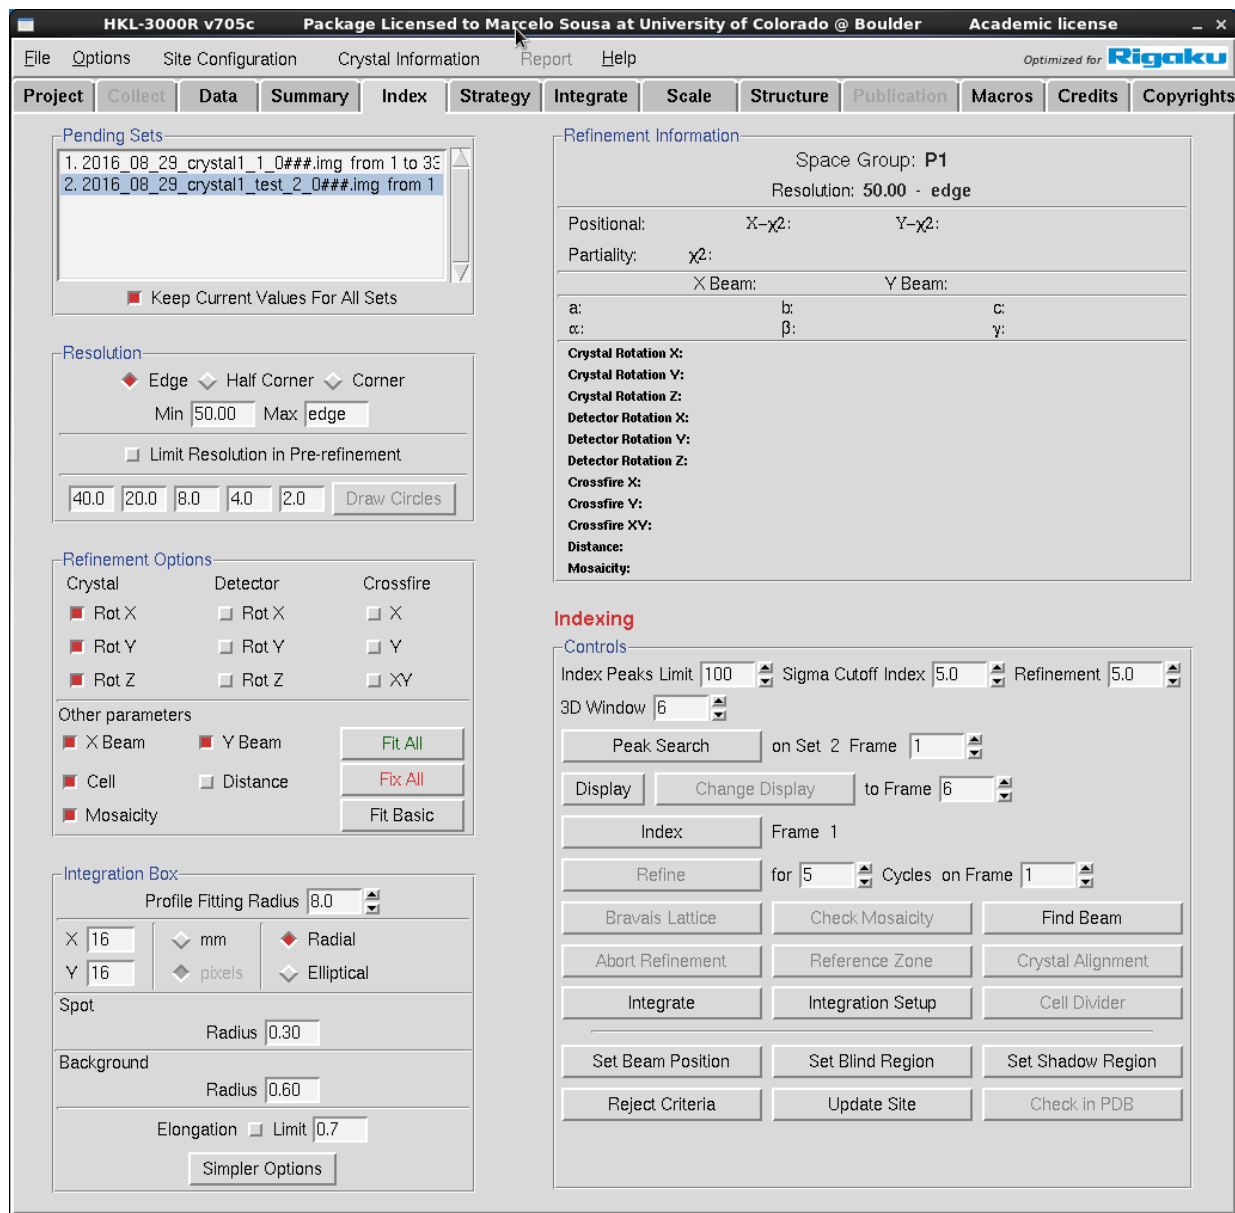 HKL-3000R v705c Package Licensed to Marcelo Sousa at University of Colorado @ Boulder Academic license
File Options Site Configuration Crystal Information Report Help Optimized for Rigaku
Project Collect Data Summary Index Strategy Integrate Scale Structure Publication Macros Credits Copyrights
Pending Sets
1. 2016_08_29_crystal1_1_0###.img from 1 to 33
2. 2016_08_29_crystal1_test_2_0###.img from 1
Keep Current Values For All Sets
Resolution
Edge Half Corner Corner
Min 50.00 Max edge
Limit Resolution in Pre-refinement
40.0 20.0 8.0 4.0 2.0 Draw Circles
Refinement Options
Crystal Detector Crossfire
Rot X Rot X X
Rot Y Rot Y Y
Rot Z Rot Z XY
Other parameters
X Beam Y Beam Fit All
Cell Distance Fix All
Mosaicity Fit Basic
Integration Box
Profile Fitting Radius 8.0
X 16 mm Radial
Y 16 pixels Elliptical
Spot
Radius 0.30
Background
Radius 0.60
Elongation Limit 0.7
Simpler Options
Refinement Information
Space Group: P1
Resolution: 50.00 - edge
Positional: X-χ2: Y-χ2:
Partiality: χ2:
X Beam: Y Beam:
a: b: c:
α: β: γ:
Crystal Rotation X:
Crystal Rotation Y:
Crystal Rotation Z:
Detector Rotation X:
Detector Rotation Y:
Detector Rotation Z:
Crossfire X:
Crossfire Y:
Crossfire XY:
Distance:
Mosaicity:
Indexing
Controls
Index Peaks Limit 100 Sigma Cutoff Index 5.0 Refinement 5.0
3D Window 6
Peak Search on Set 2 Frame 1
Display Change Display to Frame 6
Index Frame 1
Refine for 5 Cycles on Frame 1
Bravais Lattice Check Mosaicity Find Beam
Abort Refinement Reference Zone Crystal Alignment
Integrate Integration Setup Cell Divider
Set Beam Position Set Blind Region Set Shadow Region
Reject Criteria Update Site Check in PDB